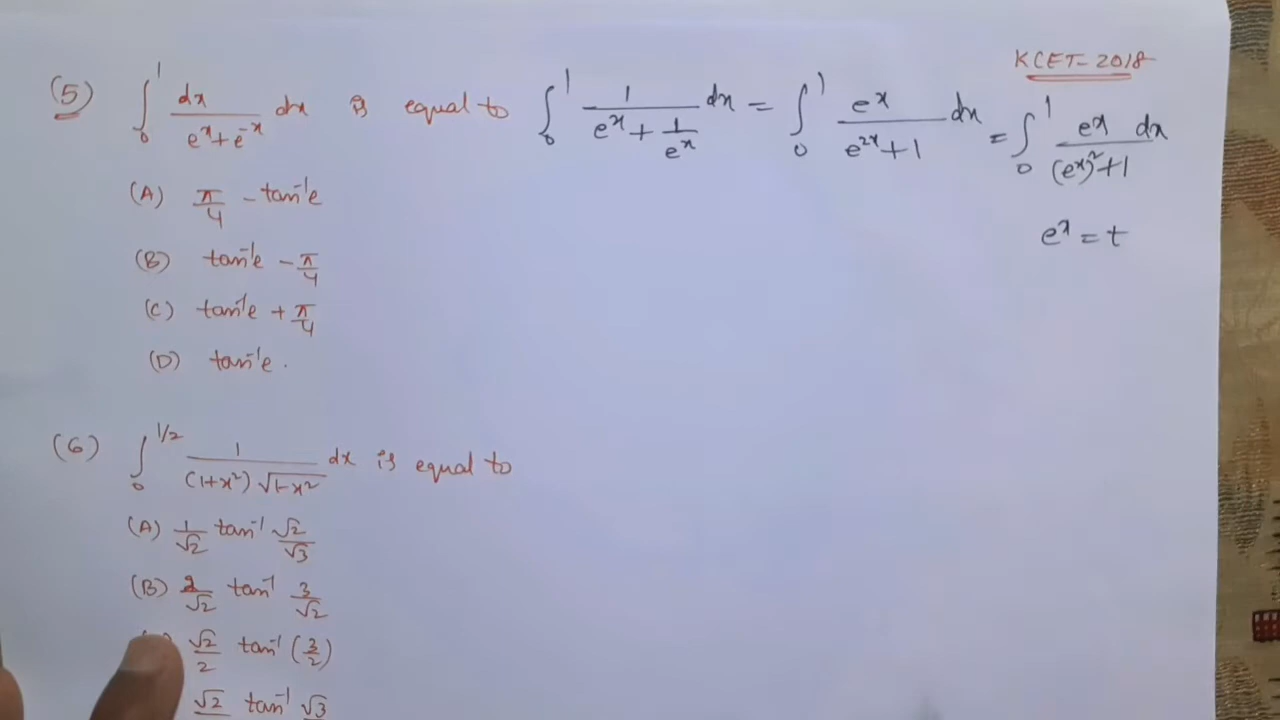 KCET-2018
(5) ∫₀¹ dx/(eˣ+e⁻ˣ) dx is equal to ∫₀¹ 1/(eˣ + 1/eˣ) dx = ∫₀¹ eˣ/(e²ˣ+1) dx = ∫₀¹ eˣ dx/((eˣ)²+1)
(A) π/4 - tan⁻¹e
eˣ = t
(B) tan⁻¹e - π/4
(C) tan⁻¹e + π/4
(D) tan⁻¹e.
(6) ∫₀^1/2 1/((1+x²)√1-x²) dx is equal to
(A) 1/√2 tan⁻¹ √2/√3
(B) 2/√2 tan⁻¹ 3/√2
√2/2 tan⁻¹ (3/2)
√2 tan⁻¹ √3